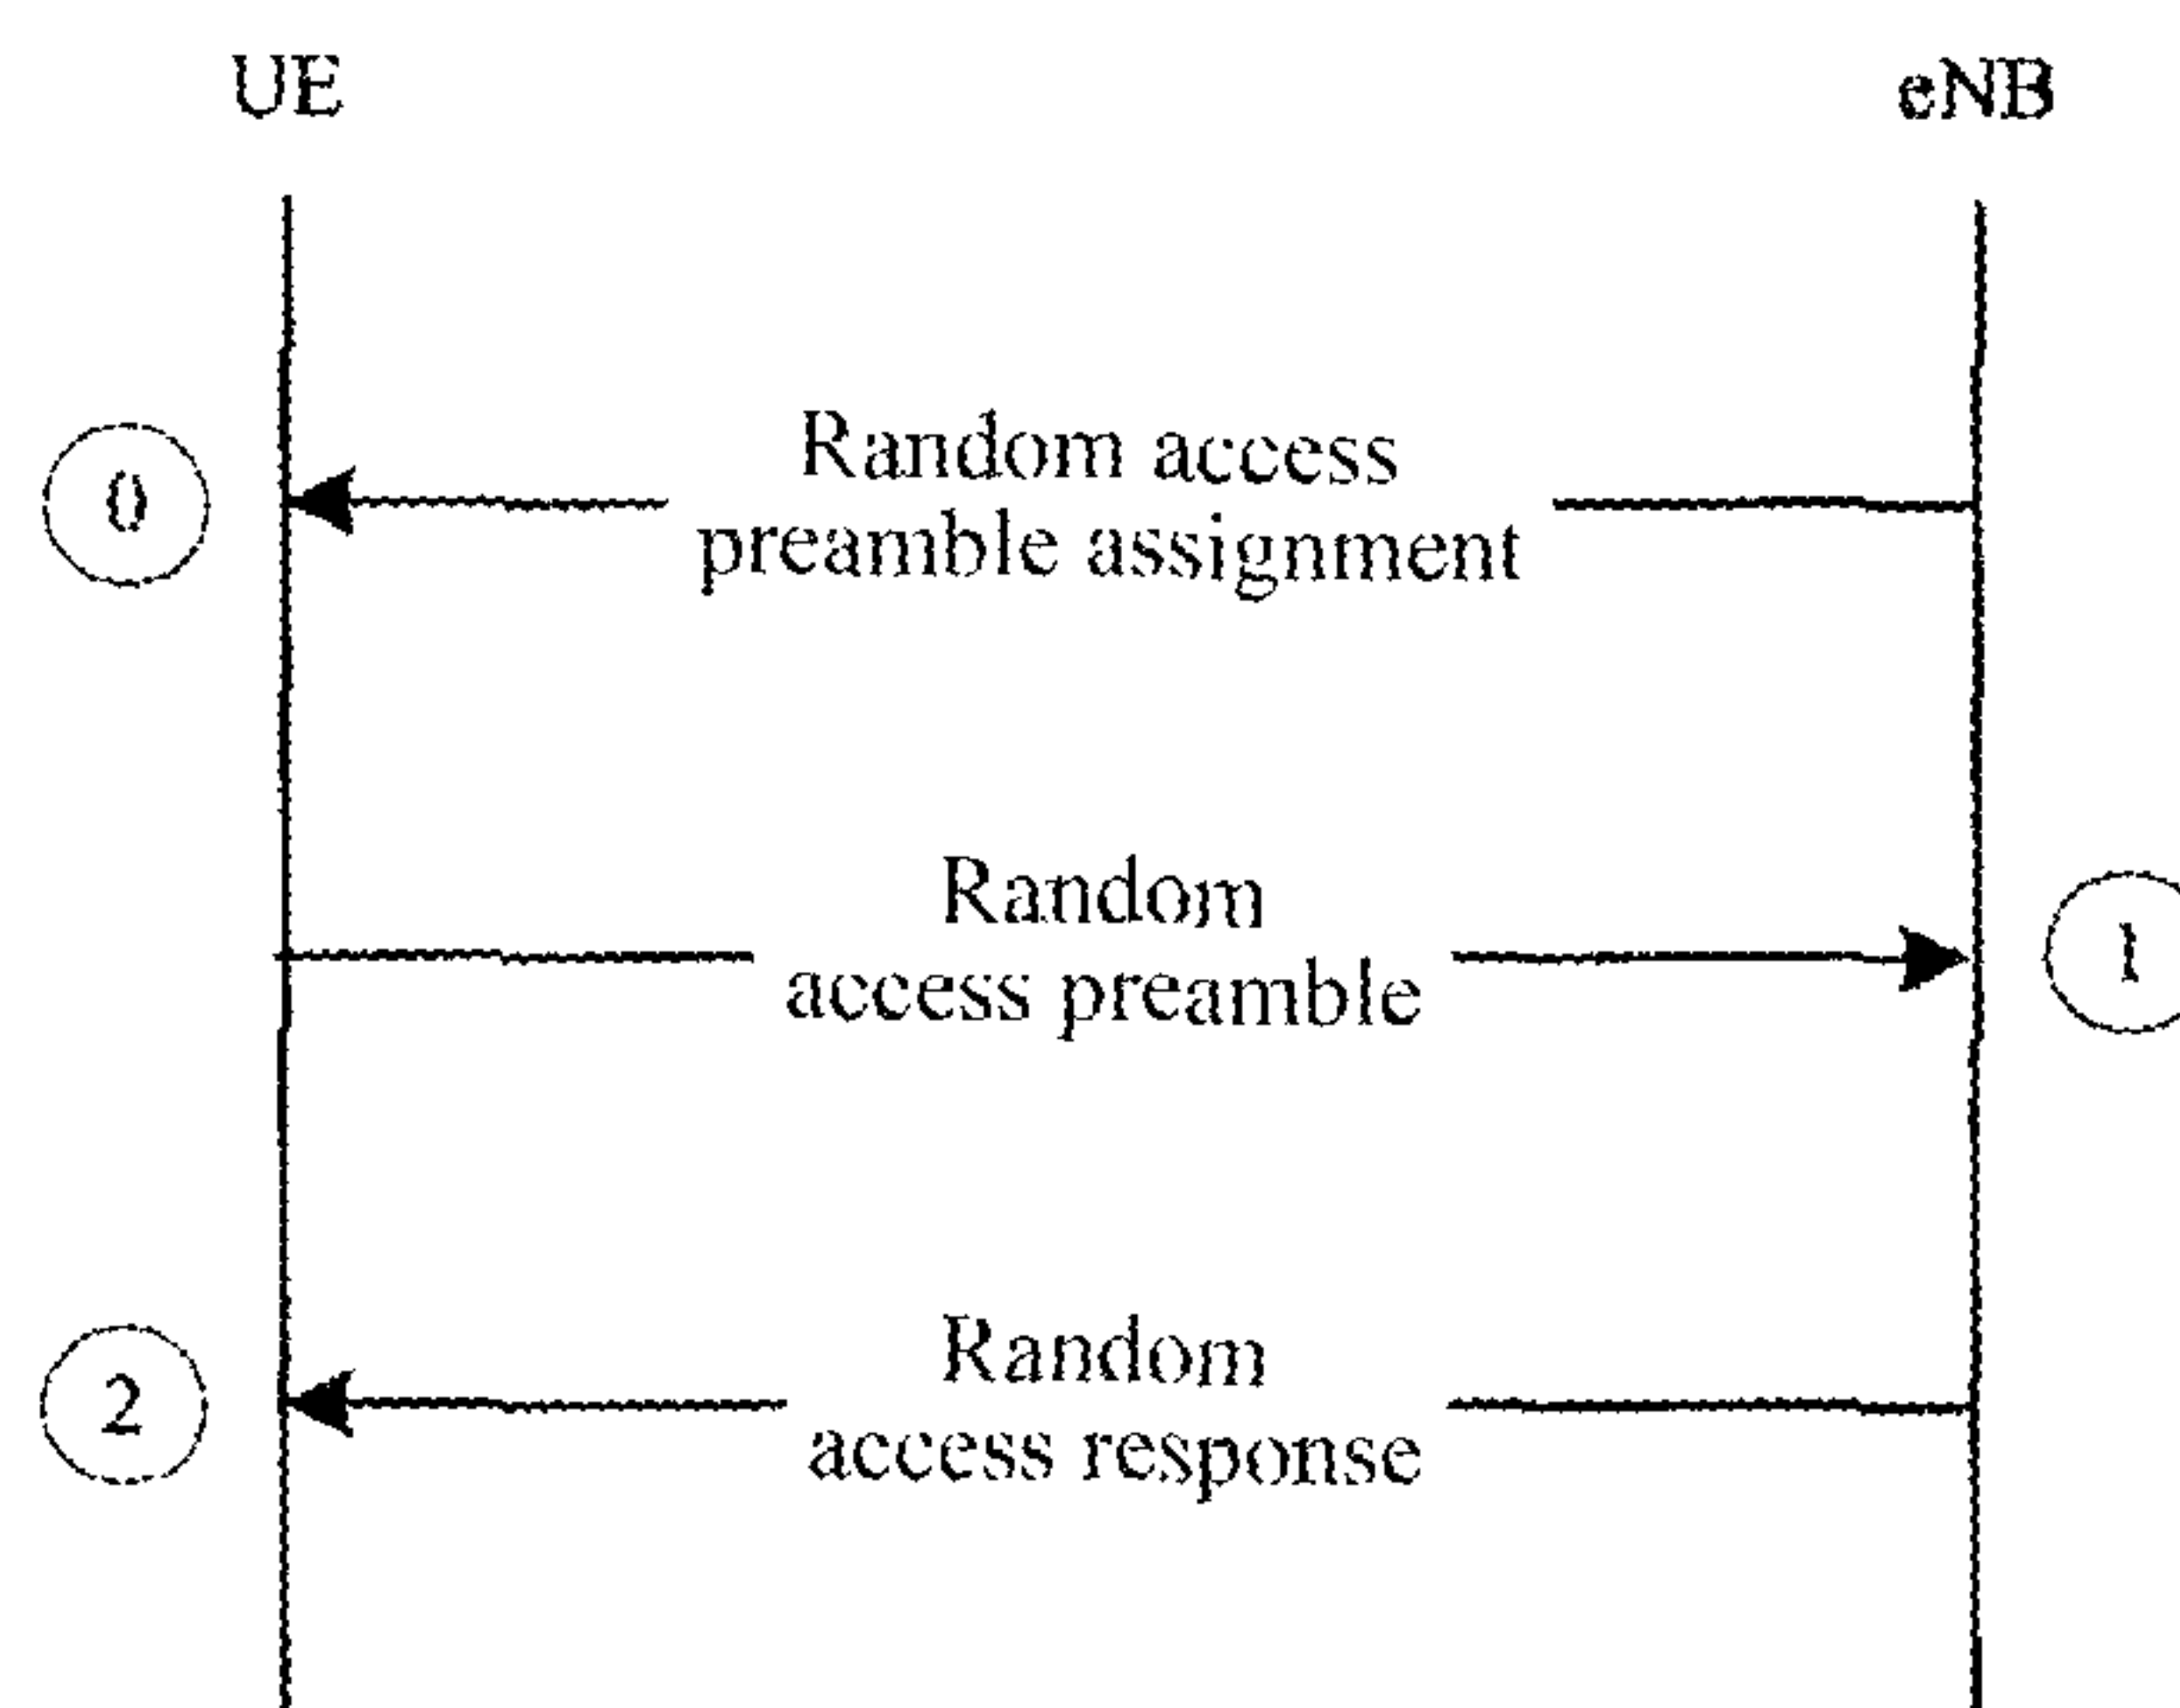 UE
eNB
Random access
0
preamble assignment
Random
1
access preamble
Random
2
access response